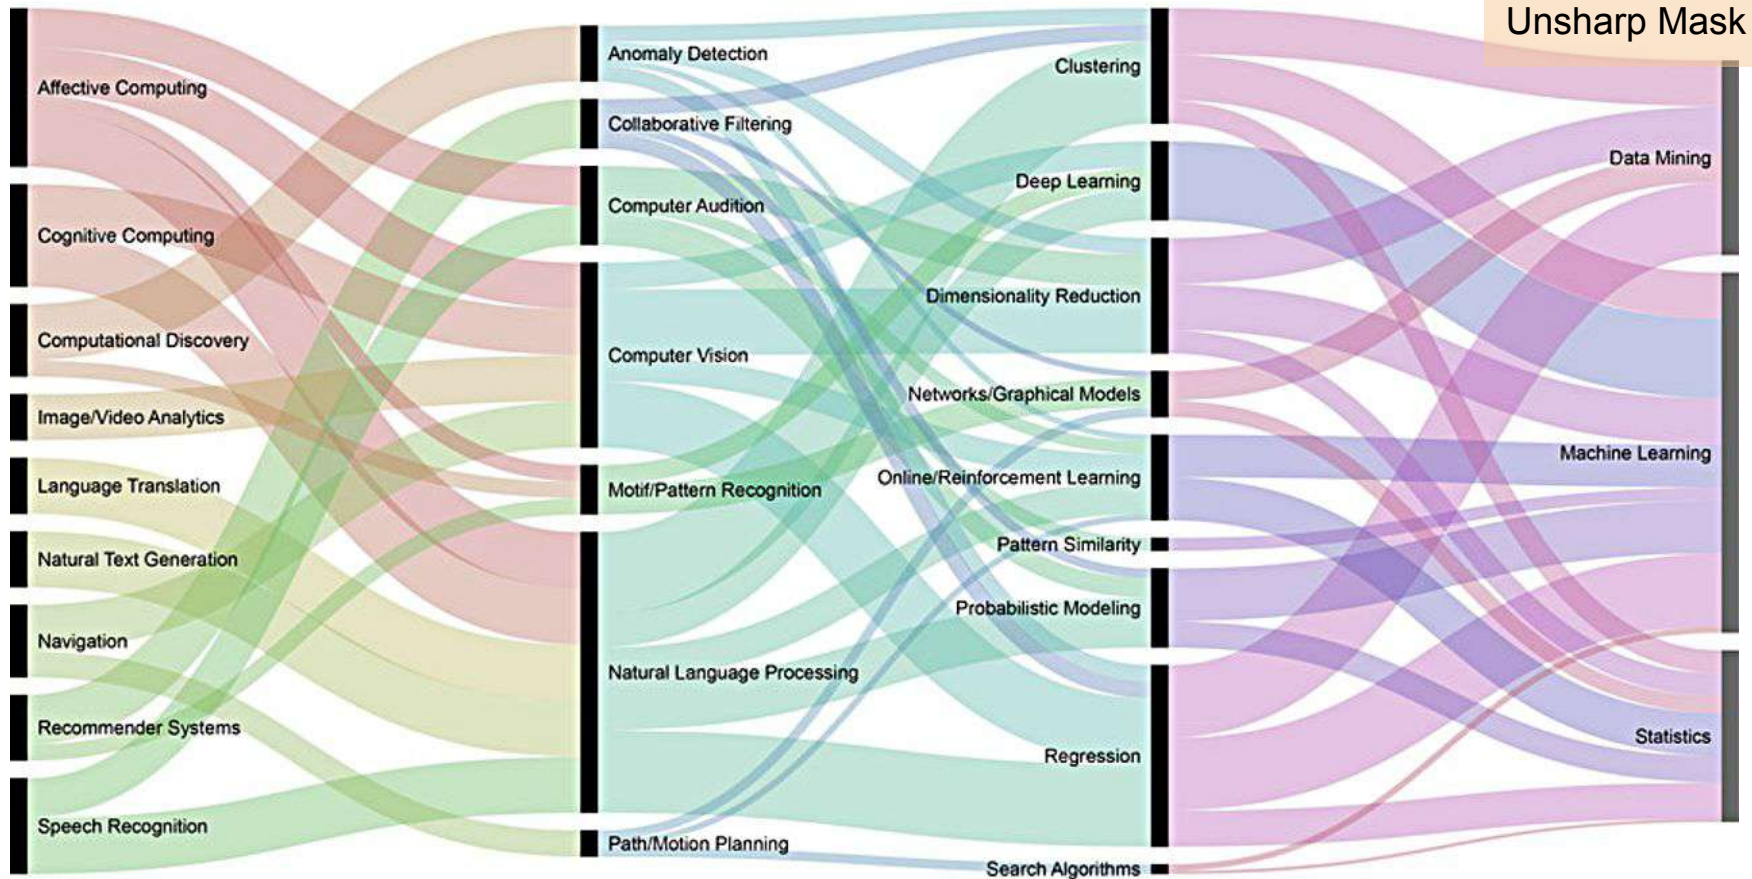 Unsharp Mask
Affective Computing
Cognitive Computing
Computational Discovery
Image/Video Analytics
Language Translation
Natural Text Generation
Navigation
Recommender Systems
Speech Recognition
Anomaly Detection
Collaborative Filtering
Computer Audition
Computer Vision
Motif/Pattern Recognition
Natural Language Processing
Path/Motion Planning
Clustering
Deep Learning
Dimensionality Reduction
Networks/Graphical Models
Online/Reinforcement Learning
Pattern Similarity
Probabilistic Modeling
Regression
Search Algorithms
Data Mining
Machine Learning
Statistics